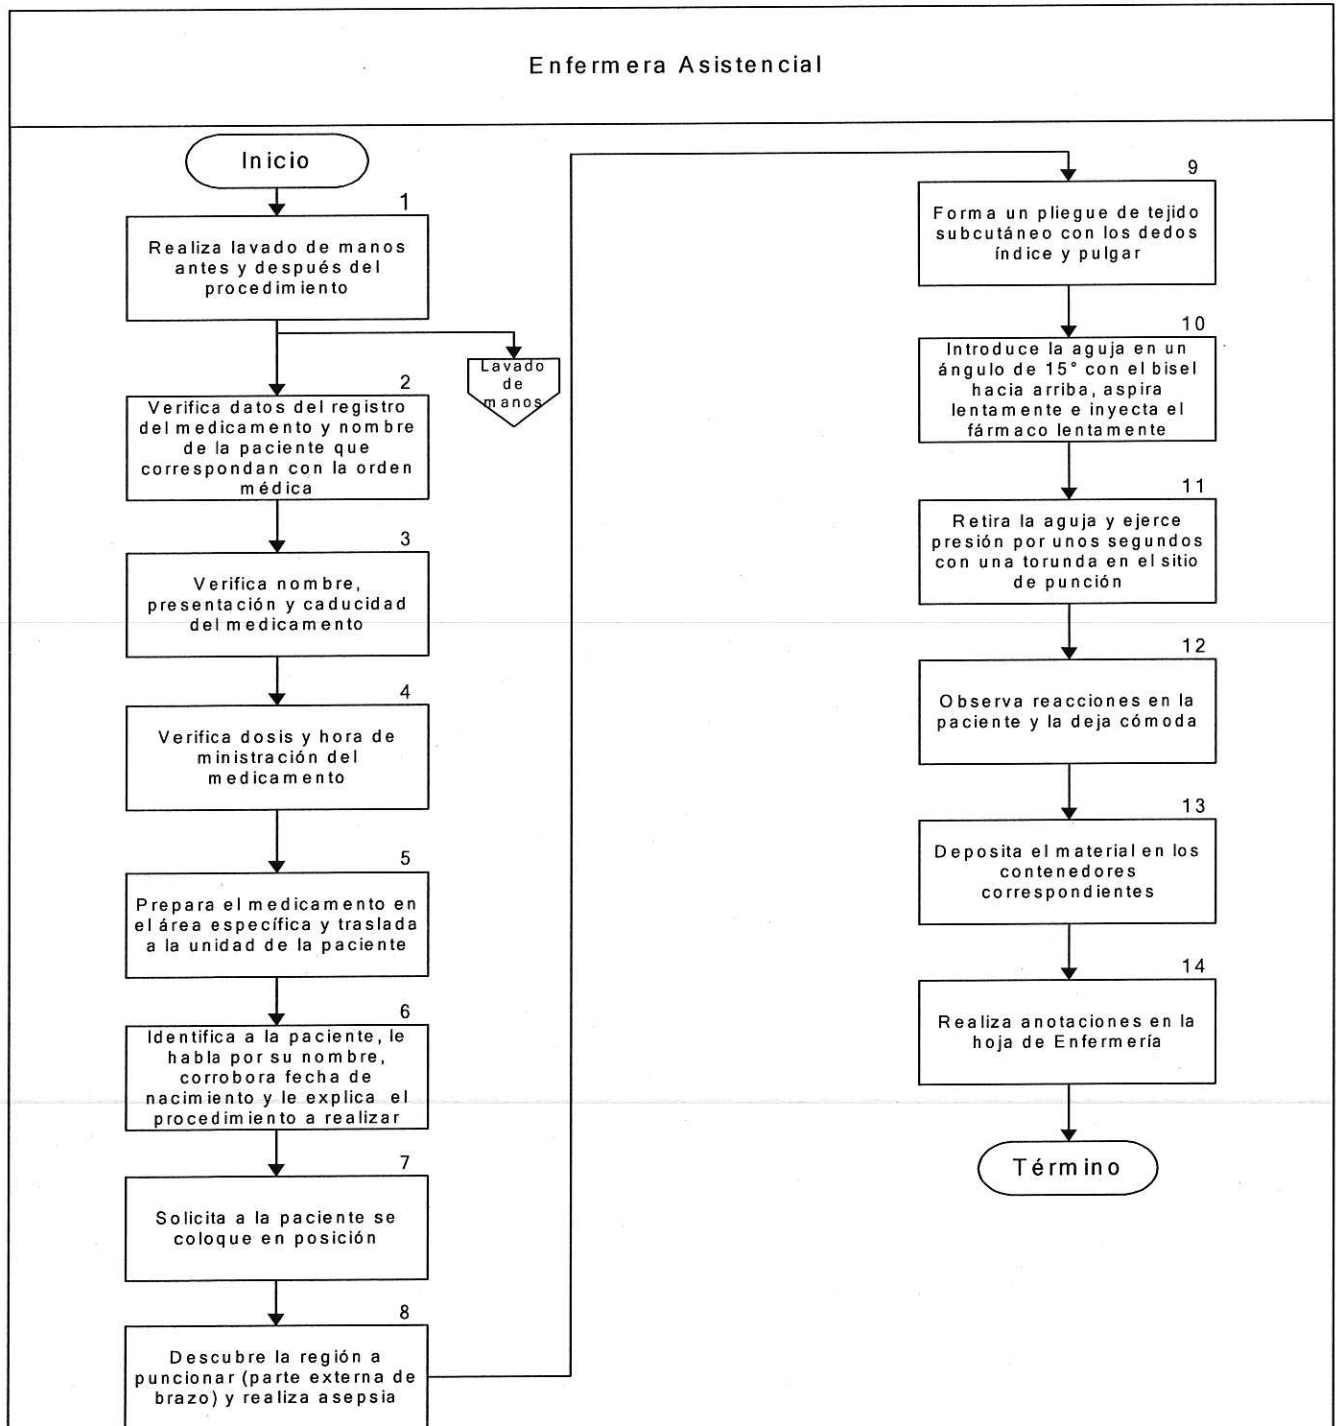 Enfermera Asistencial
Inicio
1
Realiza lavado de manos
antes y después del
procedimiento
Lavado
de
manos
2
Verifica datos del registro
del medicamento y nombre
de la paciente que
correspondan con la orden
médica
3
Verifica nombre,
presentación y caducidad
del medicamento
4
Verifica dosis y hora de
ministración del
medicamento
5
Prepara el medicamento en
el área específica y traslada
a la unidad de la paciente
6
Identifica a la paciente, le
habla por su nombre,
corrobora fecha de
nacimiento y le explica el
procedimiento a realizar
7
Solicita a la paciente se
coloque en posición
8
Descubre la región a
puncionar (parte externa de
brazo) y realiza asepsia
9
Forma un pliegue de tejido
subcutáneo con los dedos
índice y pulgar
10
Introduce la aguja en un
ángulo de 15° con el bisel
hacia arriba, aspira
lentamente e inyecta el
fármaco lentamente
11
Retira la aguja y ejerce
presión por unos segundos
con una torunda en el sitio
de punción
12
Observa reacciones en la
paciente y la deja cómoda
13
Deposita el material en los
contenedores
correspondientes
14
Realiza anotaciones en la
hoja de Enfermería
Término